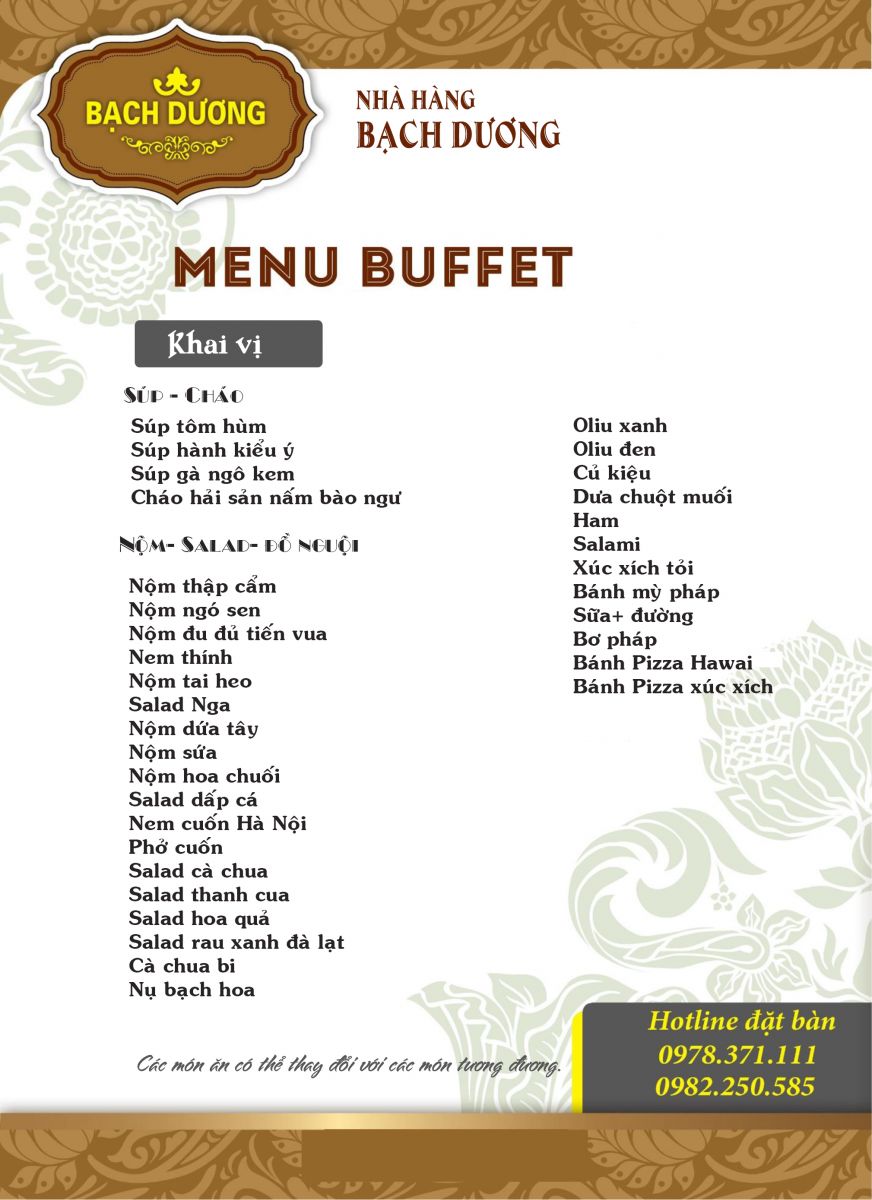 BẠCH DƯƠNG
NHÀ HÀNG
BẠCH DƯƠNG
MENU BUFFET
Khai vị
SÚP - CHÁO
Súp tôm hùm
Súp hành kiểu ý
Súp gà ngô kem
Cháo hải sản nấm bào ngư
NỘM- SALAD- ĐỒ NGUỘI
Nộm thập cẩm
Nộm ngó sen
Nộm đu đủ tiến vua
Nem thính
Nộm tai heo
Salad Nga
Nộm dứa tây
Nộm sứa
Nộm hoa chuối
Salad dấp cá
Nem cuốn Hà Nội
Phở cuốn
Salad cà chua
Salad thanh cua
Salad hoa quả
Salad rau xanh đà lạt
Cà chua bi
Nụ bạch hoa
Oliu xanh
Oliu đen
Củ kiệu
Dưa chuột muối
Ham
Salami
Xúc xích tỏi
Bánh mỳ pháp
Sữa+ đường
Bơ pháp
Bánh Pizza Hawai
Bánh Pizza xúc xích
Các món ăn có thể thay đổi với các món tương đương.
Hotline đặt bàn
0978.371.111
0982.250.585